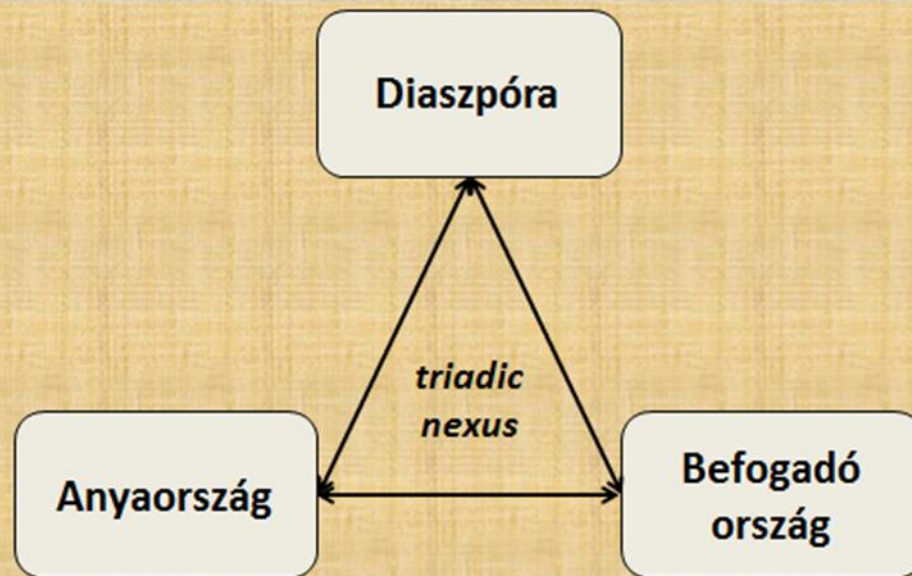 Diaszpóra
triadic
nexus
Anyaország
Befogadó
ország